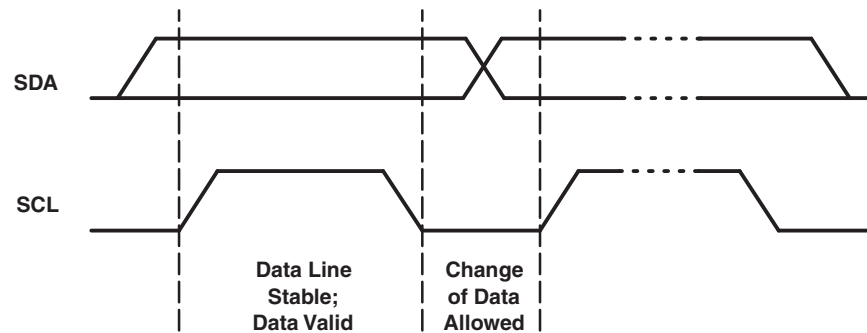 SDA
SCL
Data Line
Stable;
Data Valid
Change
of Data
Allowed